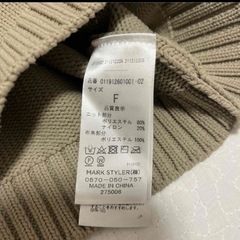 品番 011912601001-02
サイズ
F
品質表示
ニット部分
ポリエステル 80%
ナイロン 20%
布帛部分
ポリエステル 100%
MARK STYLER(株)
0570-050-757
MADE IN CHINA
275008